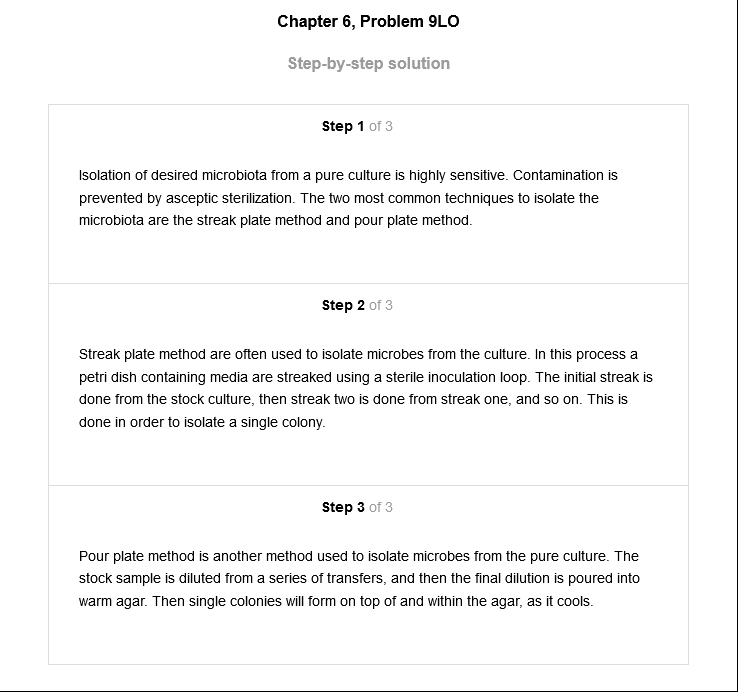 Chapter 6, Problem 9LO
Step-by-step solution
Step 1 of 3
Isolation of desired microbiota from a pure culture is highly sensitive. Contamination is
prevented by asceptic sterilization. The two most common techniques to isolate the
microbiota are the streak plate method and pour plate method.
Step 2 of 3
Streak plate method are often used to isolate microbes from the culture. In this process a
petri dish containing media are streaked using a sterile inoculation loop. The initial streak is
done from the stock culture, then streak two is done from streak one, and so on. This is
done in order to isolate a single colony.
Step 3 of 3
Pour plate method is another method used to isolate microbes from the pure culture. The
stock sample is diluted from a series of transfers, and then the final dilution is poured into
warm agar. Then single colonies will form on top of and within the agar, as it cools.